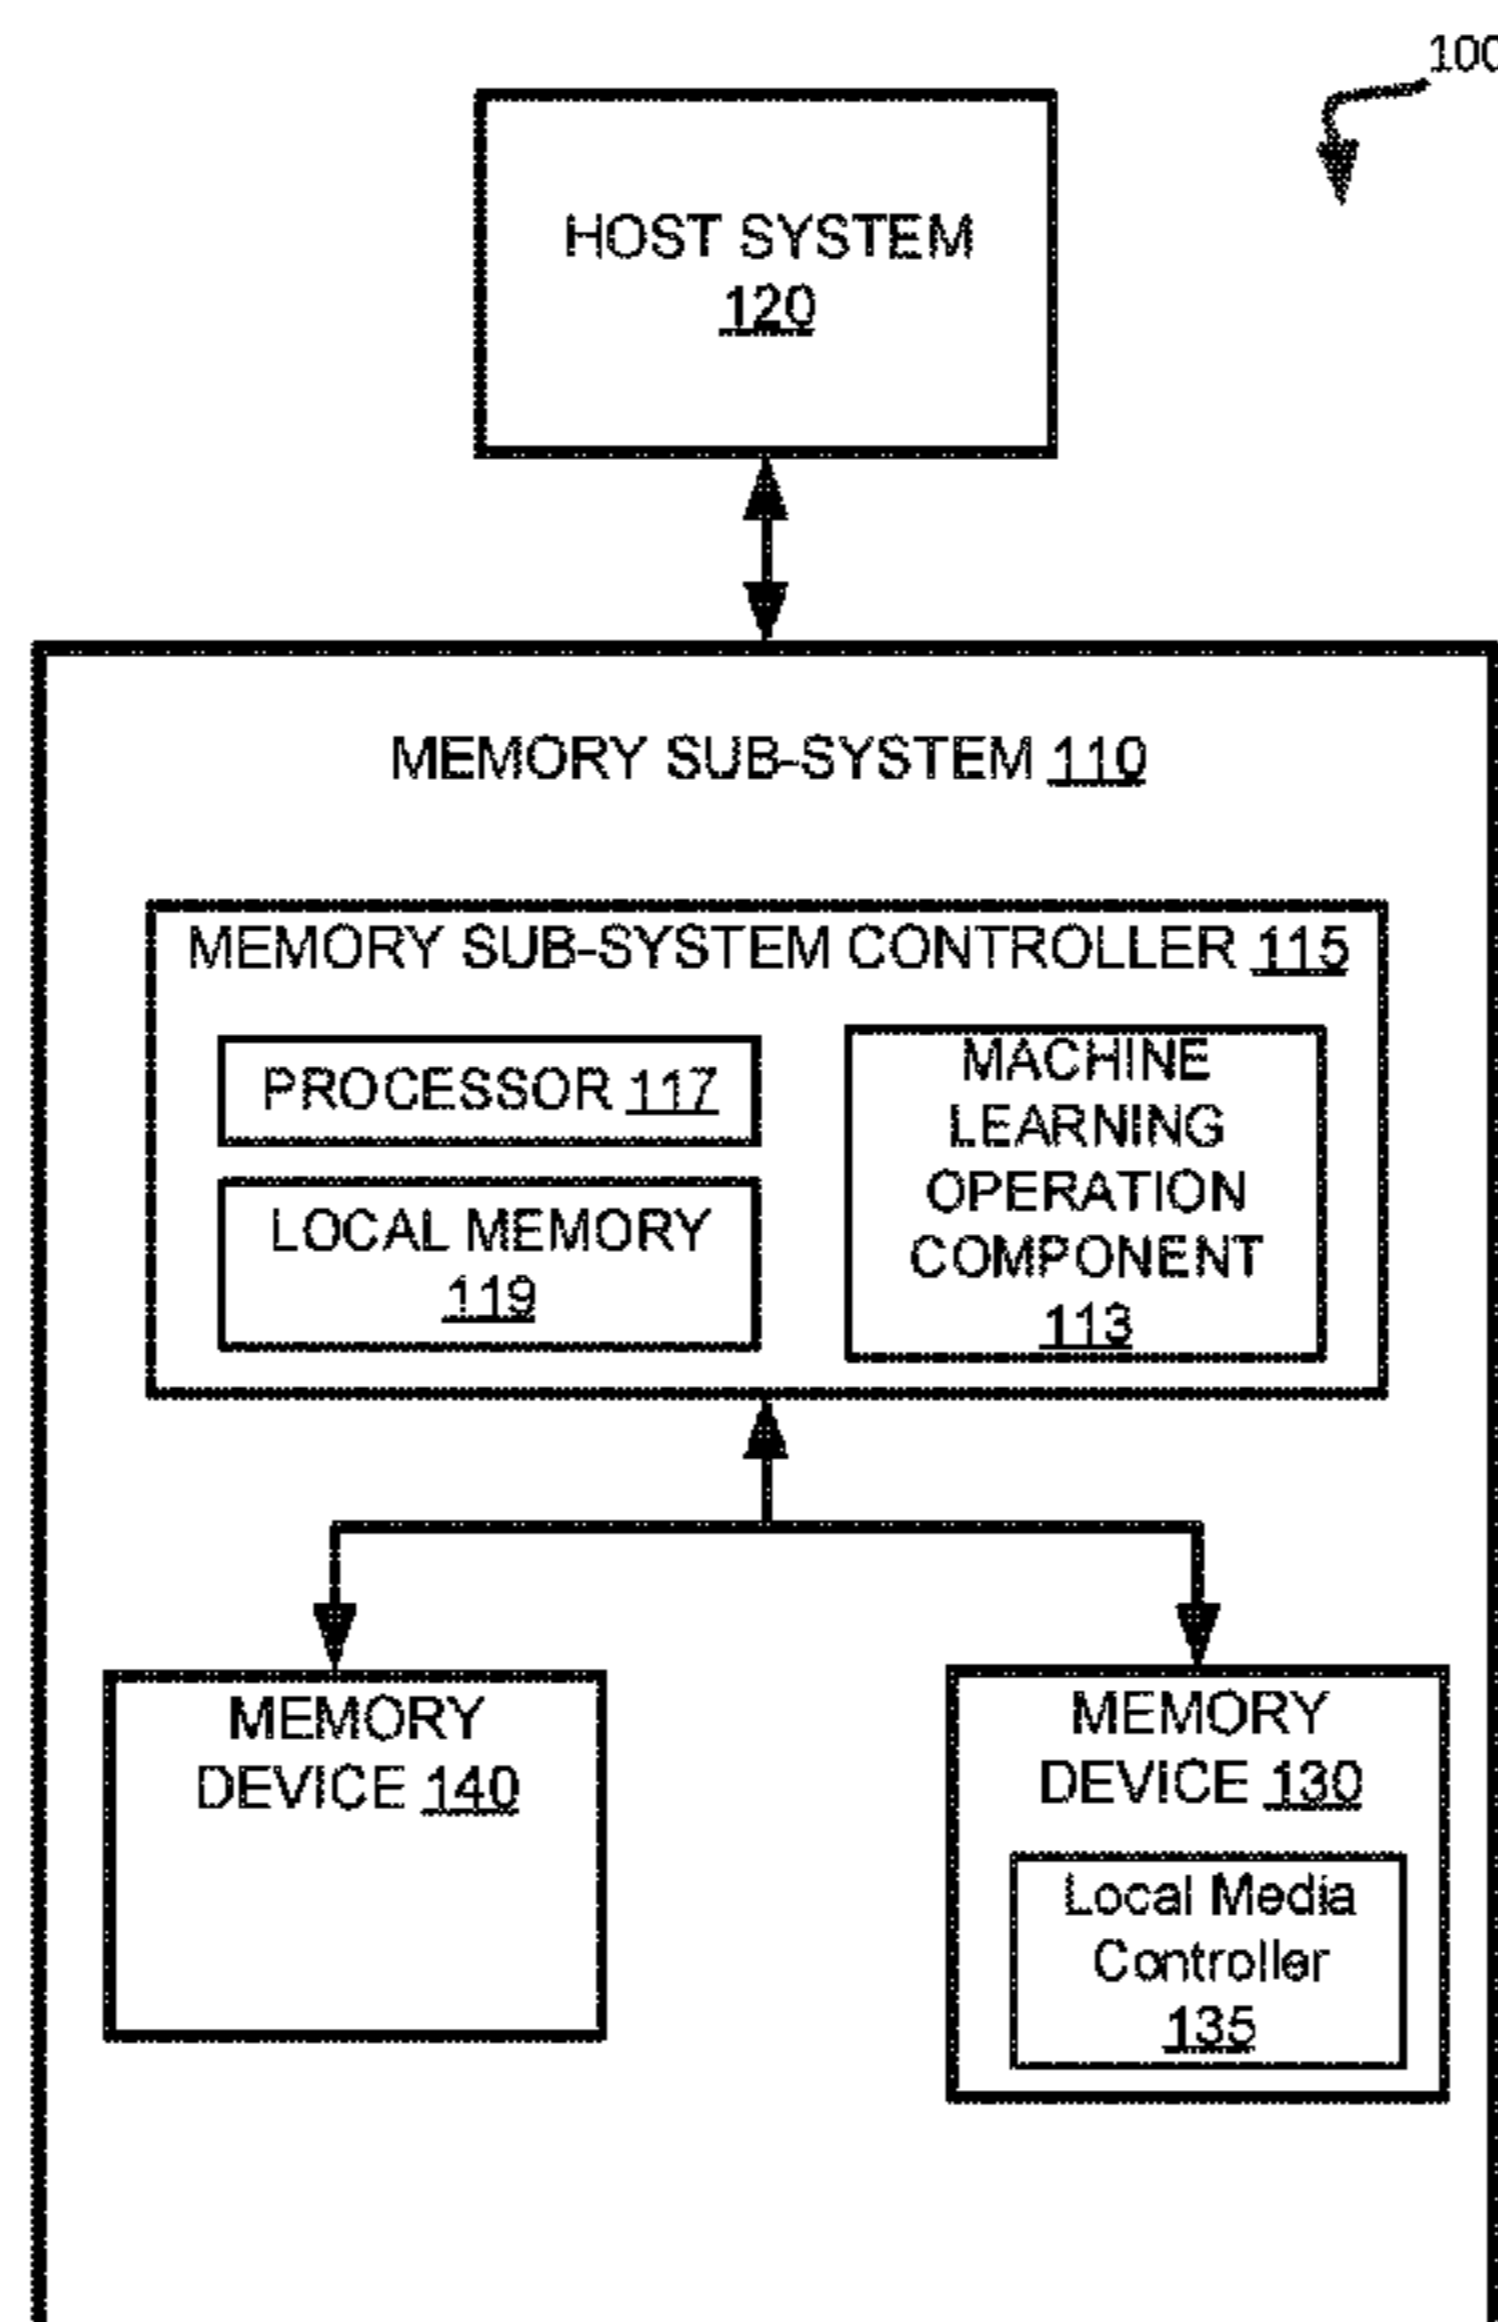 100
HOST SYSTEM
120
MEMORY SUB-SYSTEM 110
MEMORY SUB-SYSTEM CONTROLLER 115
PROCESSOR 117
LOCAL MEMORY
119
MACHINE
LEARNING
OPERATION
COMPONENT
113
MEMORY
DEVICE 140
MEMORY
DEVICE 130
Local Media
Controller
135